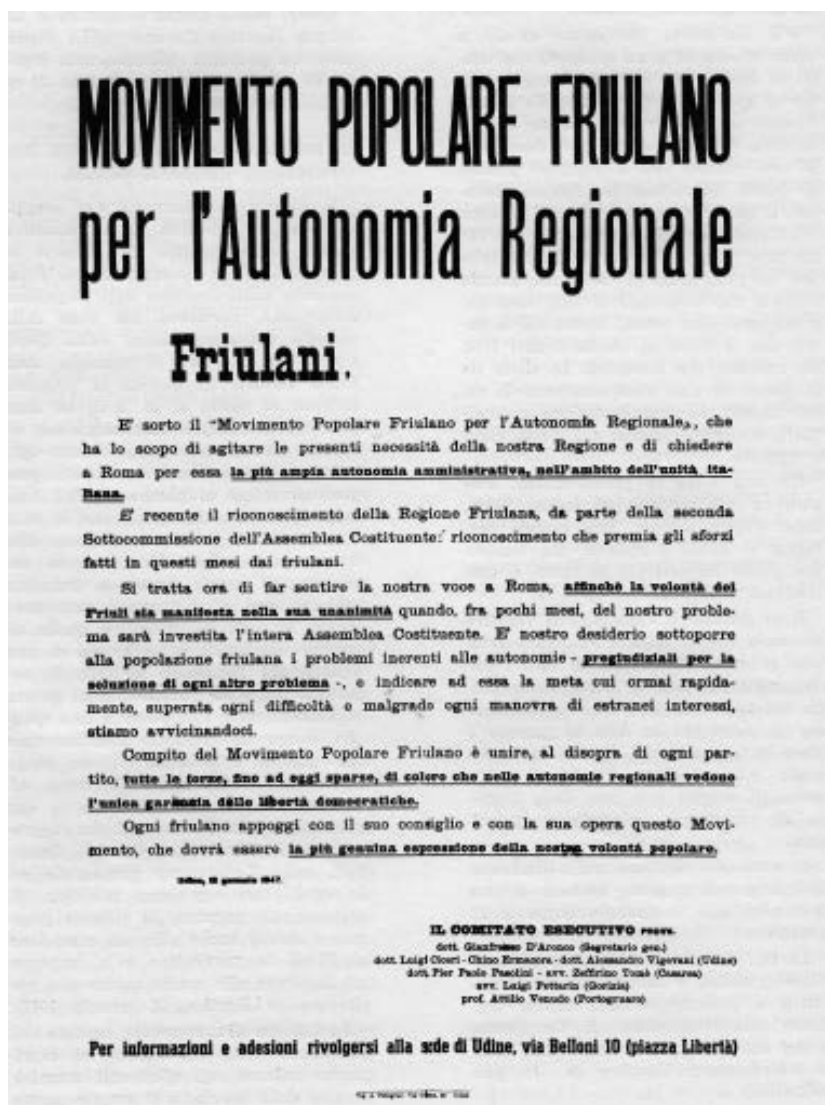 MOVIMENTO POPOLARE FRIULANO
per l'Autonomia Regionale
Friulani,
E' sorto il "Movimento Popolare Friulano per l'Autonomia Regionale„, che
ha lo scopo di agitare le presenti necessità della nostra Regione e di chiedere
a Roma per essa la più ampia autonomia amministrativa, nell'ambito dell'unità ita-
liana.
E' recente il riconoscimento della Regione Friulana, da parte della seconda
Sottocommissione dell'Assemblea Costituente: riconoscimento che premia gli sforzi
fatti in questi mesi dai friulani.
Si tratta ora di far sentire la nostra voce a Roma, affinchè la volontà del
Friuli sia manifesta nella sua unanimità quando, fra pochi mesi, del nostro proble-
ma sarà investita l'intera Assemblea Costituente. E' nostro desiderio sottoporre
alla popolazione friulana i problemi inerenti alle autonomie - pregiudiziali per la
soluzione di ogni altro problema -, e indicare ad essa la meta cui ormai rapida-
mente, superata ogni difficoltà e malgrado ogni manovra di estranei interessi,
stiamo avvicinandoci.
Compito del Movimento Popolare Friulano è unire, al disopra di ogni par-
tito, tutte le forze, fino ad oggi sparse, di coloro che nelle autonomie regionali vedono
l'unica garanzia delle libertà democratiche.
Ogni friulano appoggi con il suo consiglio e con la sua opera questo Movi-
mento, che dovrà essere la più genuina espressione della nostra volontà popolare.
Udine, gennaio 1947.
IL COMITATO ESECUTIVO provv.
dott. Gianfranco D'Aronco (Segretario gen.)
dott. Luigi Ciceri - Chino Ermacora - dott. Alessandro Vigevani (Udine)
dott. Pier Paolo Pasolini - avv. Zeffirino Tomè (Casarsa)
avv. Luigi Pettarin (Gorizia)
prof. Attilio Venudo (Portogruaro)
Per informazioni e adesioni rivolgersi alla sede di Udine, via Belloni 10 (piazza Libertà)